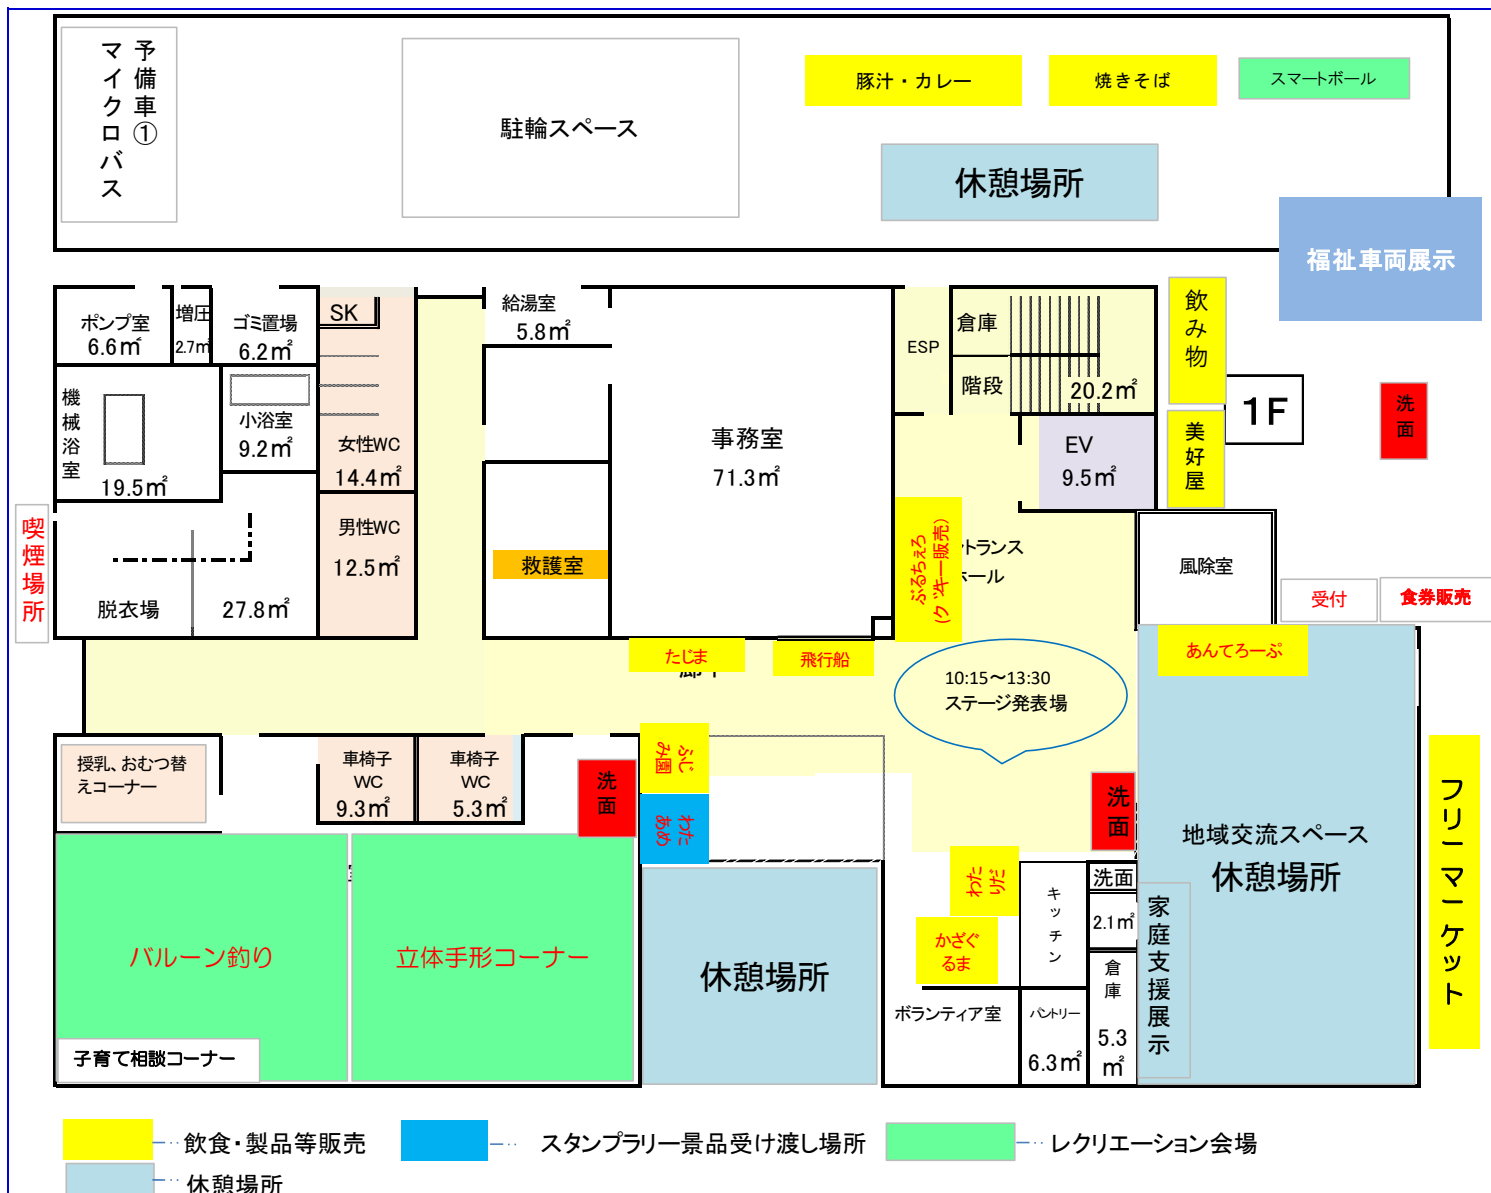 予備車①
マイクロバス
駐輪スペース
豚汁・カレー
焼きそば
スマートボール
休憩場所
福祉車両展示
ポンプ室
6.6㎡
増圧
2.7㎡
ゴミ置場
6.2㎡
SK
給湯室
5.8㎡
ESP
倉庫
階段
20.2㎡
飲み物
1F
洗面
機械浴室
19.5㎡
小浴室
9.2㎡
女性WC
14.4㎡
事務室
71.3㎡
EV
9.5㎡
美好屋
喫煙場所
男性WC
12.5㎡
救護室
ぷるちぇろ
(クッキー販売)
トランス
ホール
風除室
脱衣場
27.8㎡
受付
食券販売
たじま
飛行船
あんてろーぷ
10:15～13:30
ステージ発表場
授乳、おむつ替
えコーナー
車椅子
WC
9.3㎡
車椅子
WC
5.3㎡
洗面
ふじ
み園
わた
あめ
洗面
地域交流スペース
休憩場所
フリーマーケット
バルーン釣り
立体手形コーナー
休憩場所
わた
りだ
かざぐ
るま
キッチン
洗面
2.1㎡
倉庫
5.3
㎡
家庭支援展示
ボランティア室
パントリー
6.3㎡
子育て相談コーナー
飲食・製品等販売
スタンプラリー景品受け渡し場所
レクリエーション会場
休憩場所